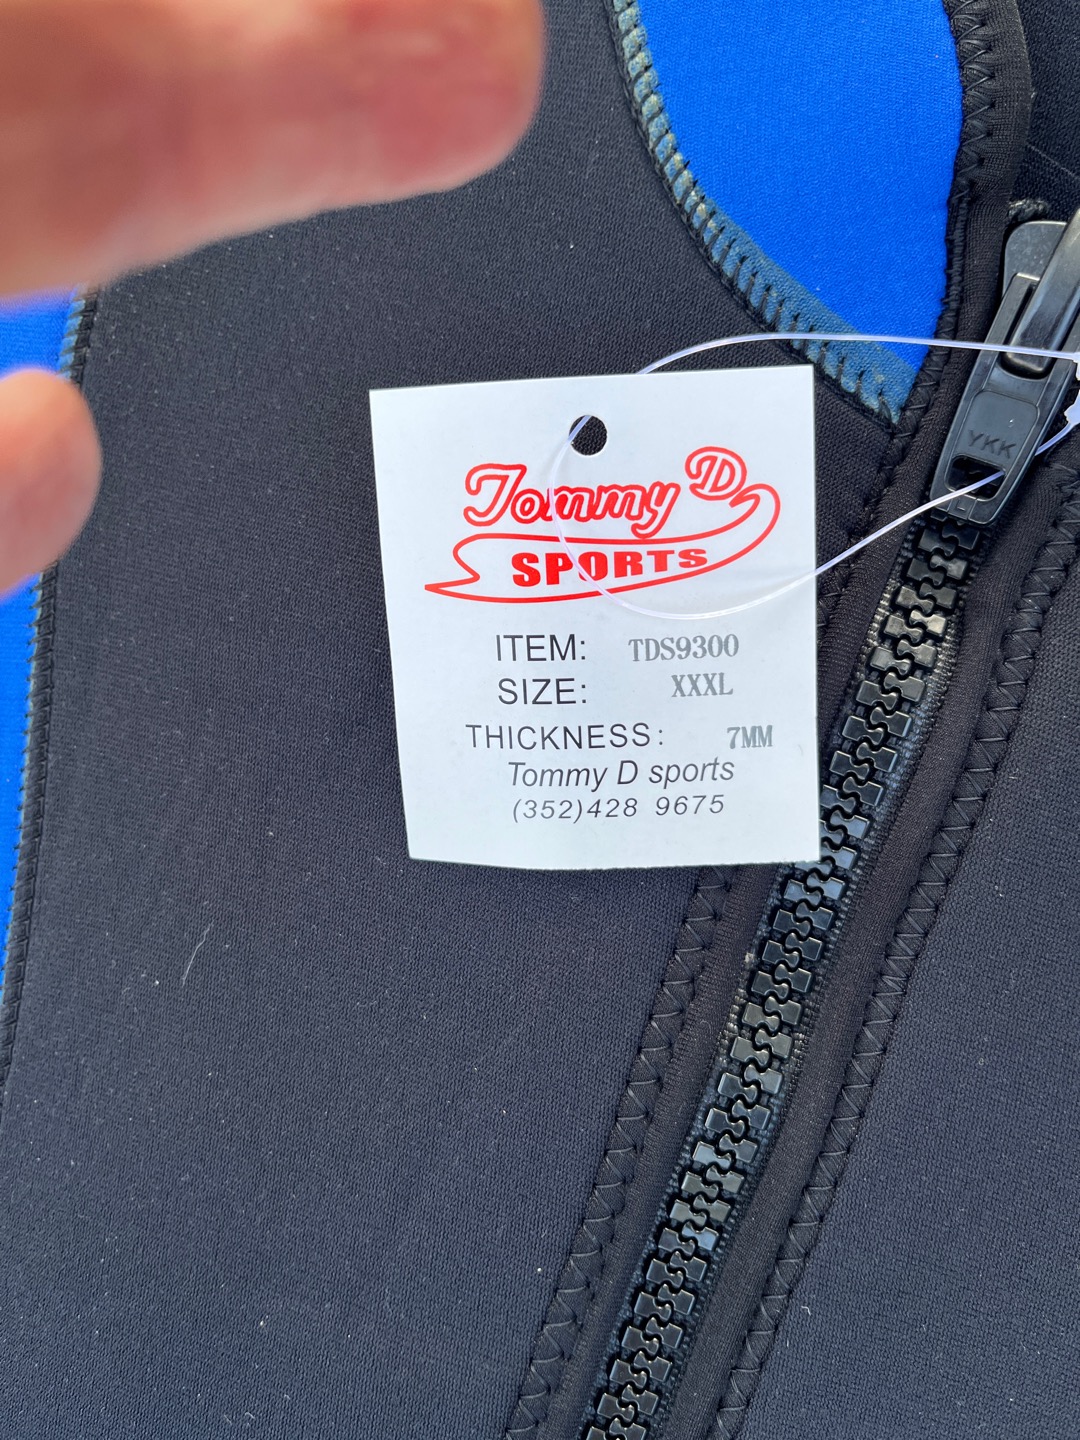 Tommy D
SPORTS
ITEM: TDS9300
SIZE: XXXL
THICKNESS: 7MM
Tommy D sports
(352)428 9675
YKK